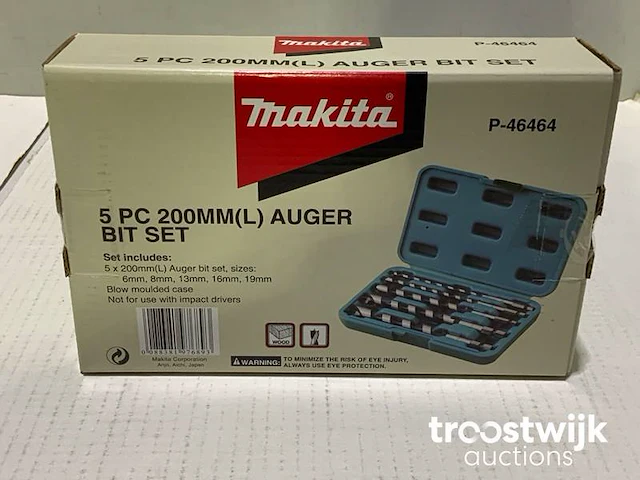 Makita
P-46464
5 PC 200MM(L) AUGER BIT SET
Makita®
P-46464
5 PC 200MM(L) AUGER
BIT SET
Set includes:
5 x 200mm(L) Auger bit set, sizes:
6mm, 8mm, 13mm, 16mm, 19mm
Blow moulded case
Not for use with impact drivers
0 088381 976893
Makita Corporation
Anjo, Aichi, Japan
WOOD
WARNING: TO MINIMIZE THE RISK OF EYE INJURY,
ALWAYS USE EYE PROTECTION.
troostwijk
auctions